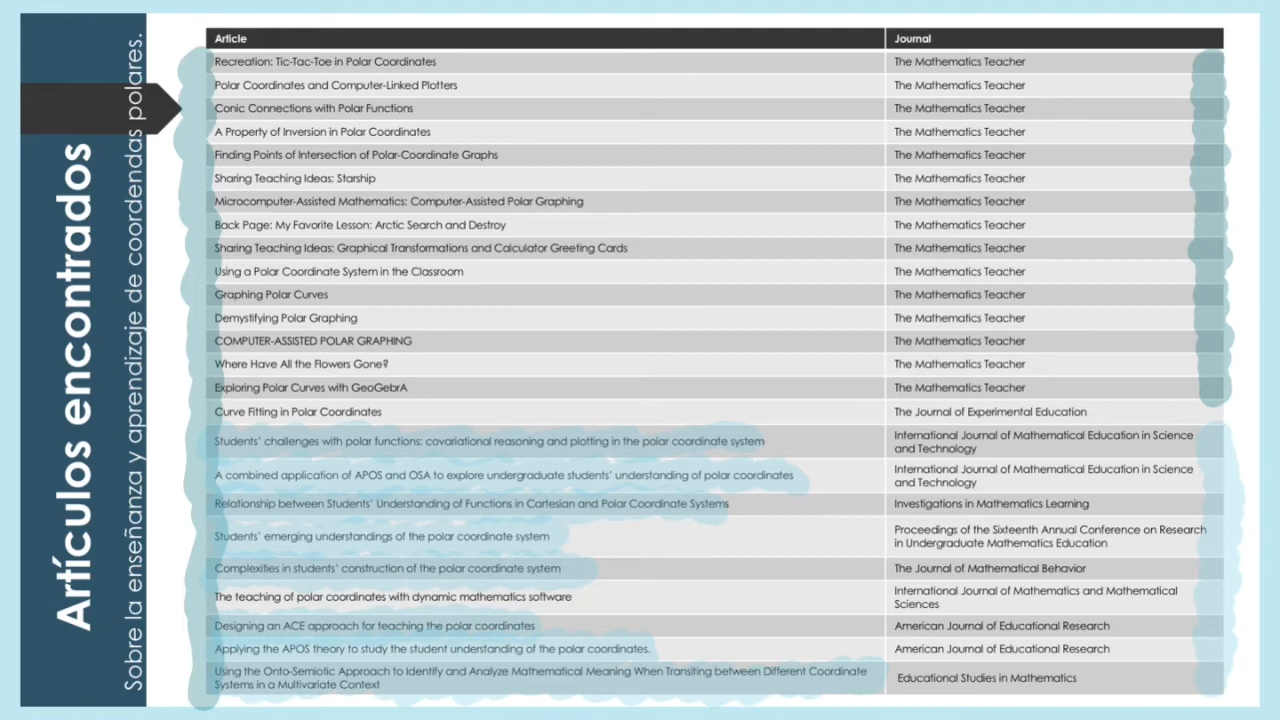 Artículos encontrados
Sobre la enseñanza y aprendizaje de coordendas polares.
Article Journal
Recreation: Tic-Tac-Toe in Polar Coordinates The Mathematics Teacher
Polar Coordinates and Computer-Linked Plotters The Mathematics Teacher
Conic Connections with Polar Functions The Mathematics Teacher
A Property of Inversion in Polar Coordinates The Mathematics Teacher
Finding Points of Intersection of Polar-Coordinate Graphs The Mathematics Teacher
Sharing Teaching Ideas: Starship The Mathematics Teacher
Microcomputer-Assisted Mathematics: Computer-Assisted Polar Graphing The Mathematics Teacher
Back Page: My Favorite Lesson: Arctic Search and Destroy The Mathematics Teacher
Sharing Teaching Ideas: Graphical Transformations and Calculator Greeting Cards The Mathematics Teacher
Using a Polar Coordinate System in the Classroom The Mathematics Teacher
Graphing Polar Curves The Mathematics Teacher
Demystifying Polar Graphing The Mathematics Teacher
COMPUTER-ASSISTED POLAR GRAPHING The Mathematics Teacher
Where Have All the Flowers Gone? The Mathematics Teacher
Exploring Polar Curves with GeoGebrA The Mathematics Teacher
Curve Fitting in Polar Coordinates The Journal of Experimental Education
Students' challenges with polar functions: covariational reasoning and plotting in the polar coordinate system International Journal of Mathematical Education in Science
and Technology
A combined application of APOS and OSA to explore undergraduate students' understanding of polar coordinates International Journal of Mathematical Education in Science
and Technology
Relationship between Students' Understanding of Functions in Cartesian and Polar Coordinate Systems Investigations in Mathematics Learning
Students' emerging understandings of the polar coordinate system Proceedings of the Sixteenth Annual Conference on Research
in Undergraduate Mathematics Education
Complexities in students' construction of the polar coordinate system The Journal of Mathematical Behavior
The teaching of polar coordinates with dynamic mathematics software International Journal of Mathematics and Mathematical
Sciences
Designing an ACE approach for teaching the polar coordinates American Journal of Educational Research
Applying the APOS theory to study the student understanding of the polar coordinates. American Journal of Educational Research
Using the Onto-Semiotic Approach to Identify and Analyze Mathematical Meaning When Transiting between Different Coordinate
Systems in a Multivariate Context Educational Studies in Mathematics